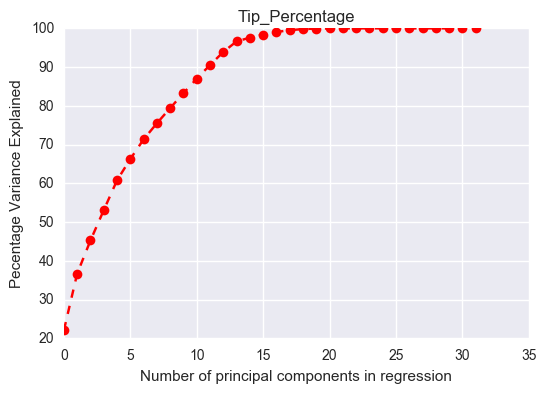 Tip_Percentage
Pecentage Variance Explained
100
90
80
70
60
50
40
30
20
0 5 10 15 20 25 30 35
Number of principal components in regression